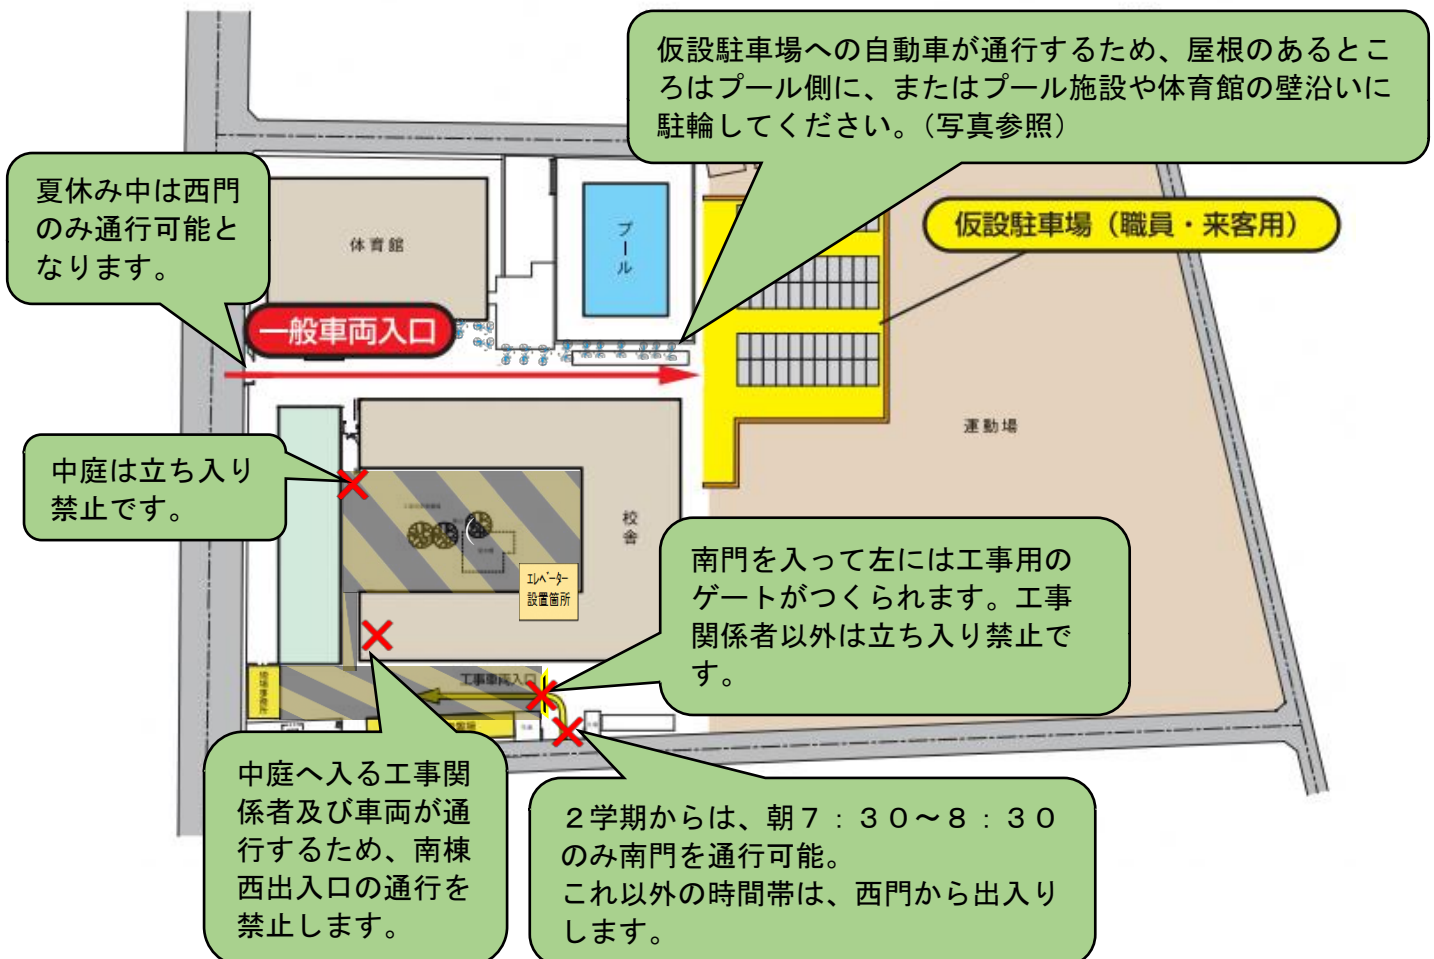 仮設駐車場への自動車が通行するため、屋根のあるとこ
ろはプール側に、またはプール施設や体育館の壁沿いに
駐輪してください。（写真参照）
夏休み中は西門
のみ通行可能と
なります。
体育館
プール
仮設駐車場（職員・来客用）
一般車両入口
運動場
中庭は立ち入り
禁止です。
校舎
エレベーター
設置箇所
南門を入って左には工事用の
ゲートがつくられます。工事
関係者以外は立ち入り禁止で
す。
工事車両入口
現場事務所
中庭へ入る工事関
係者及び車両が通
行するため、南棟
西出入口の通行を
禁止します。
２学期からは、朝７：３０～８：３０
のみ南門を通行可能。
これ以外の時間帯は、西門から出入り
します。